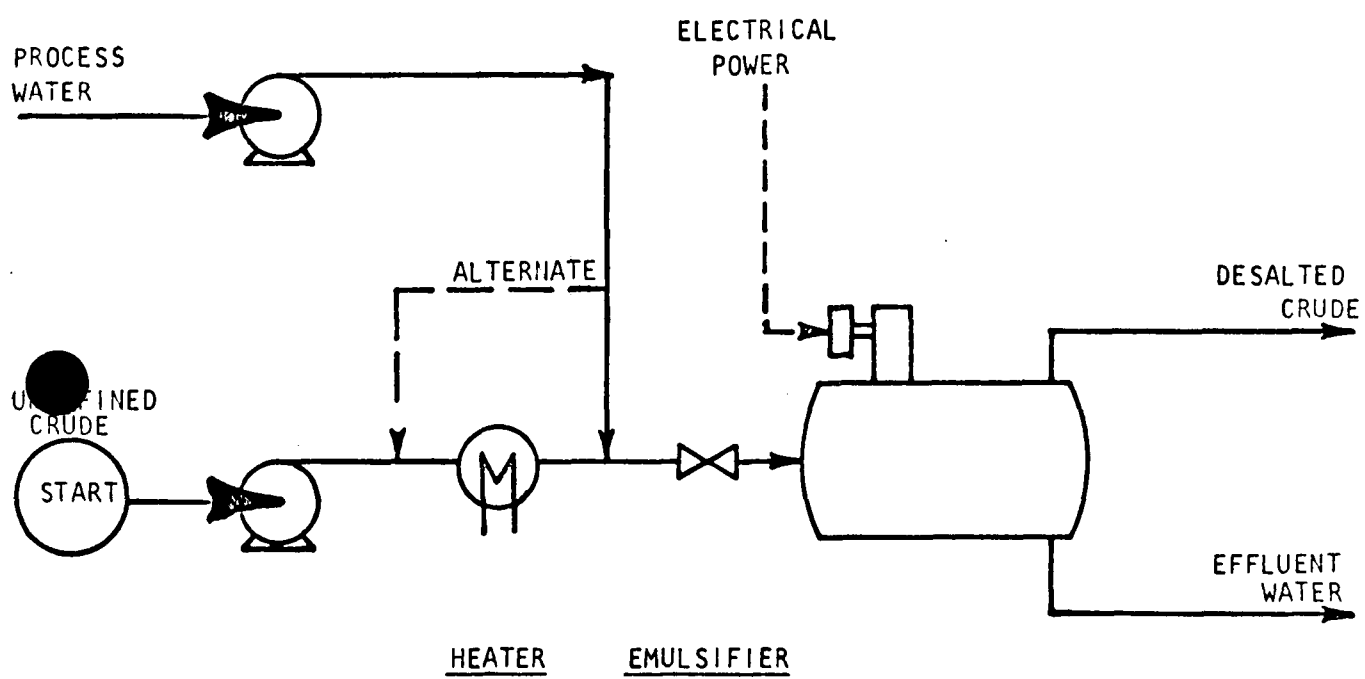 PROCESS
WATER
ELECTRICAL
POWER
ALTERNATE
DESALTED
CRUDE
CRUDE
START
EFFLUENT
WATER
HEATER
EMULSIFIER